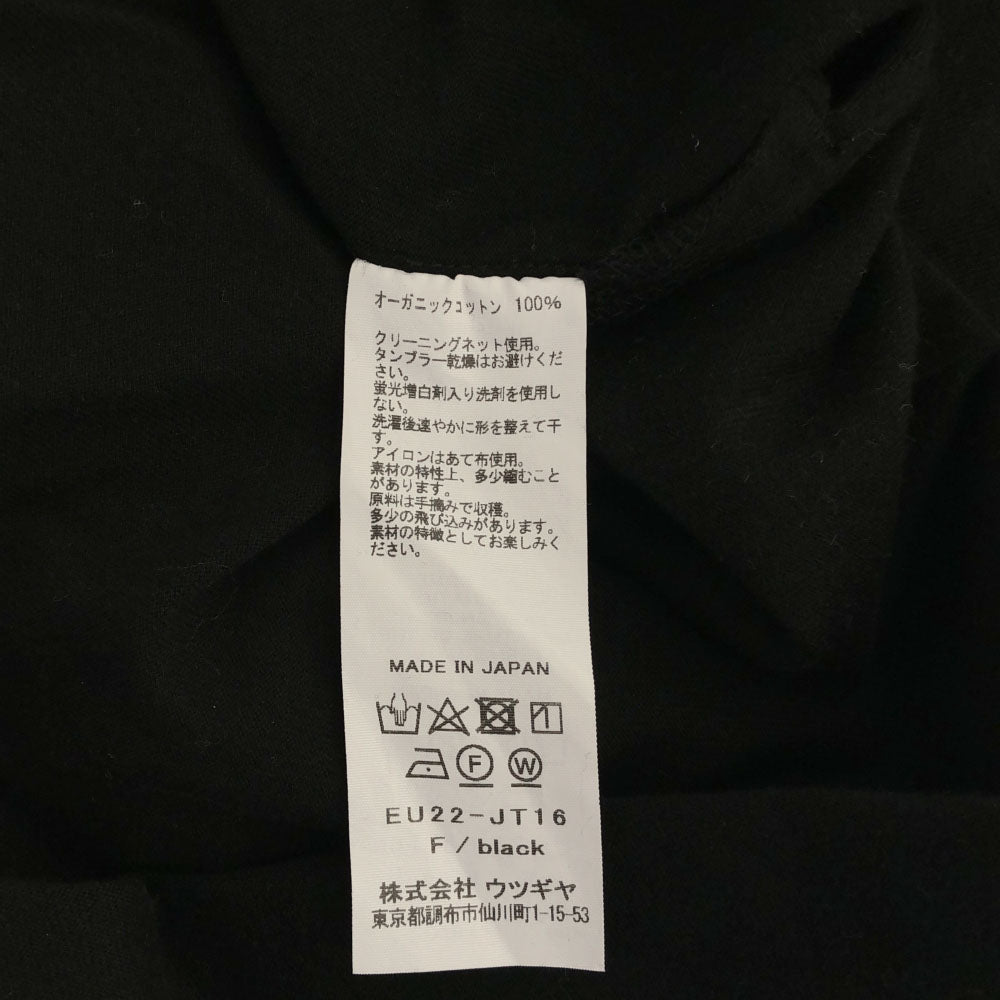 オーガニックコットン 100%
クリーニングネット使用。
タンブラー乾燥はお避けくだ
さい。
蛍光増白剤入り洗剤を使用し
ない。
洗濯後速やかに形を整えて干
す。
アイロンはあて布使用。
素材の特性上、多少縮むこと
があります。
原料は手摘みで収穫。
多少の飛び込みがあります。
素材の特徴としてお楽しみく
ださい。
MADE IN JAPAN
F W
EU22-JT16
F / black
株式会社 ウツギヤ
東京都調布市仙川町1-15-53